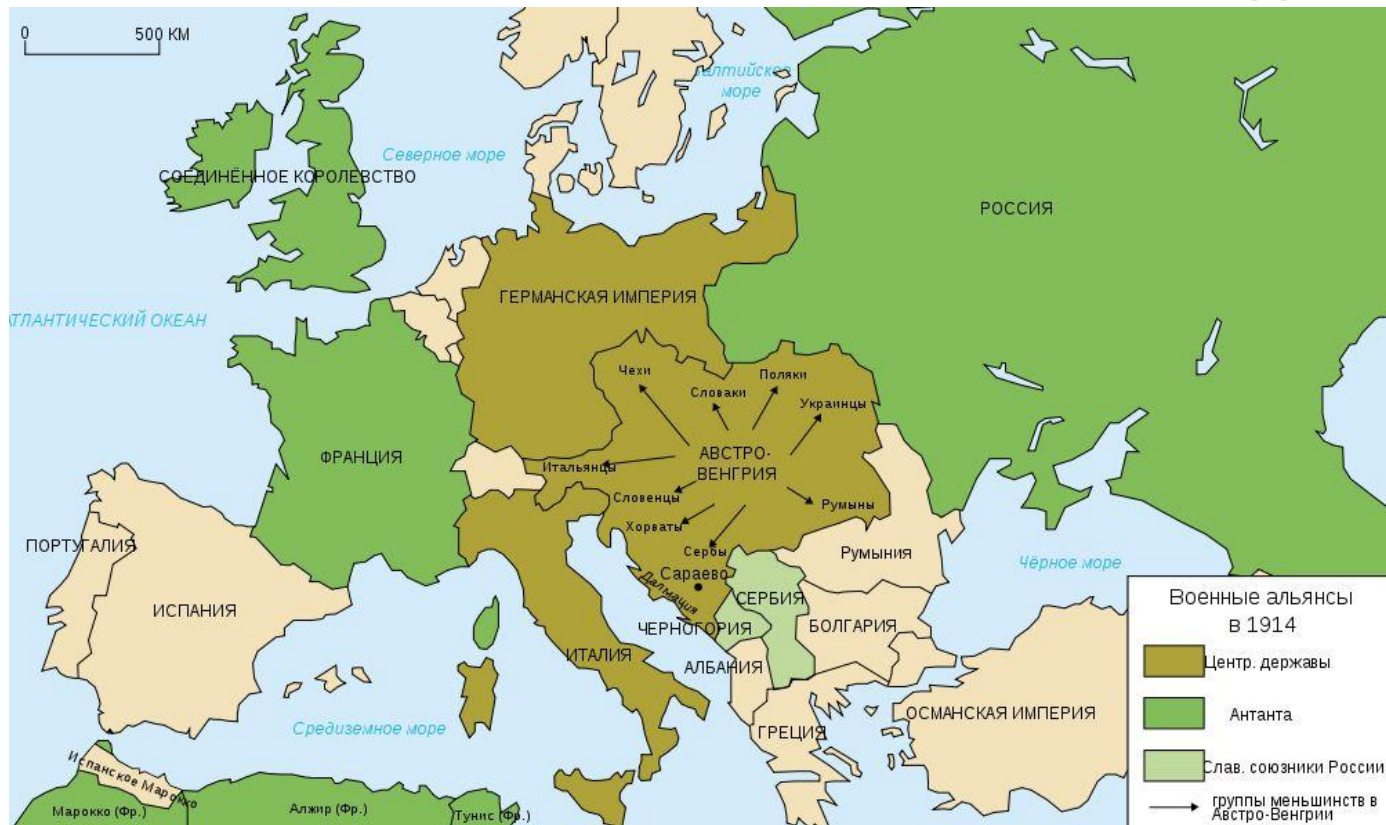 0 500 КМ
алтийское
море
Северное море
СОЕДИНЁННОЕ КОРОЛЕВСТВО
РОССИЯ
ГЕРМАНСКАЯ ИМПЕРИЯ
АТЛАНТИЧЕСКИЙ ОКЕАН
Чехи
Поляки
Словаки
Украинцы
ФРАНЦИЯ
АВСТРО-
ВЕНГРИЯ
Итальянцы
Словенцы
Румыны
Хорваты
Сербы
ПОРТУГАЛИЯ
Румыния
Чёрное море
Сараево
Далмация
СЕРБИЯ
ИСПАНИЯ
ЧЕРНОГОРИЯ
БОЛГАРИЯ
ИТАЛИЯ
АЛБАНИЯ
ОСМАНСКАЯ ИМПЕРИЯ
Средиземное море
ГРЕЦИЯ
Испанское Марокко
Марокко (Фр.)
Алжир (Фр.)
Тунис (Фр.)
Военные альянсы
в 1914
Центр. державы
Антанта
Слав. союзники России
группы меньшинств в
Австро-Венгрии